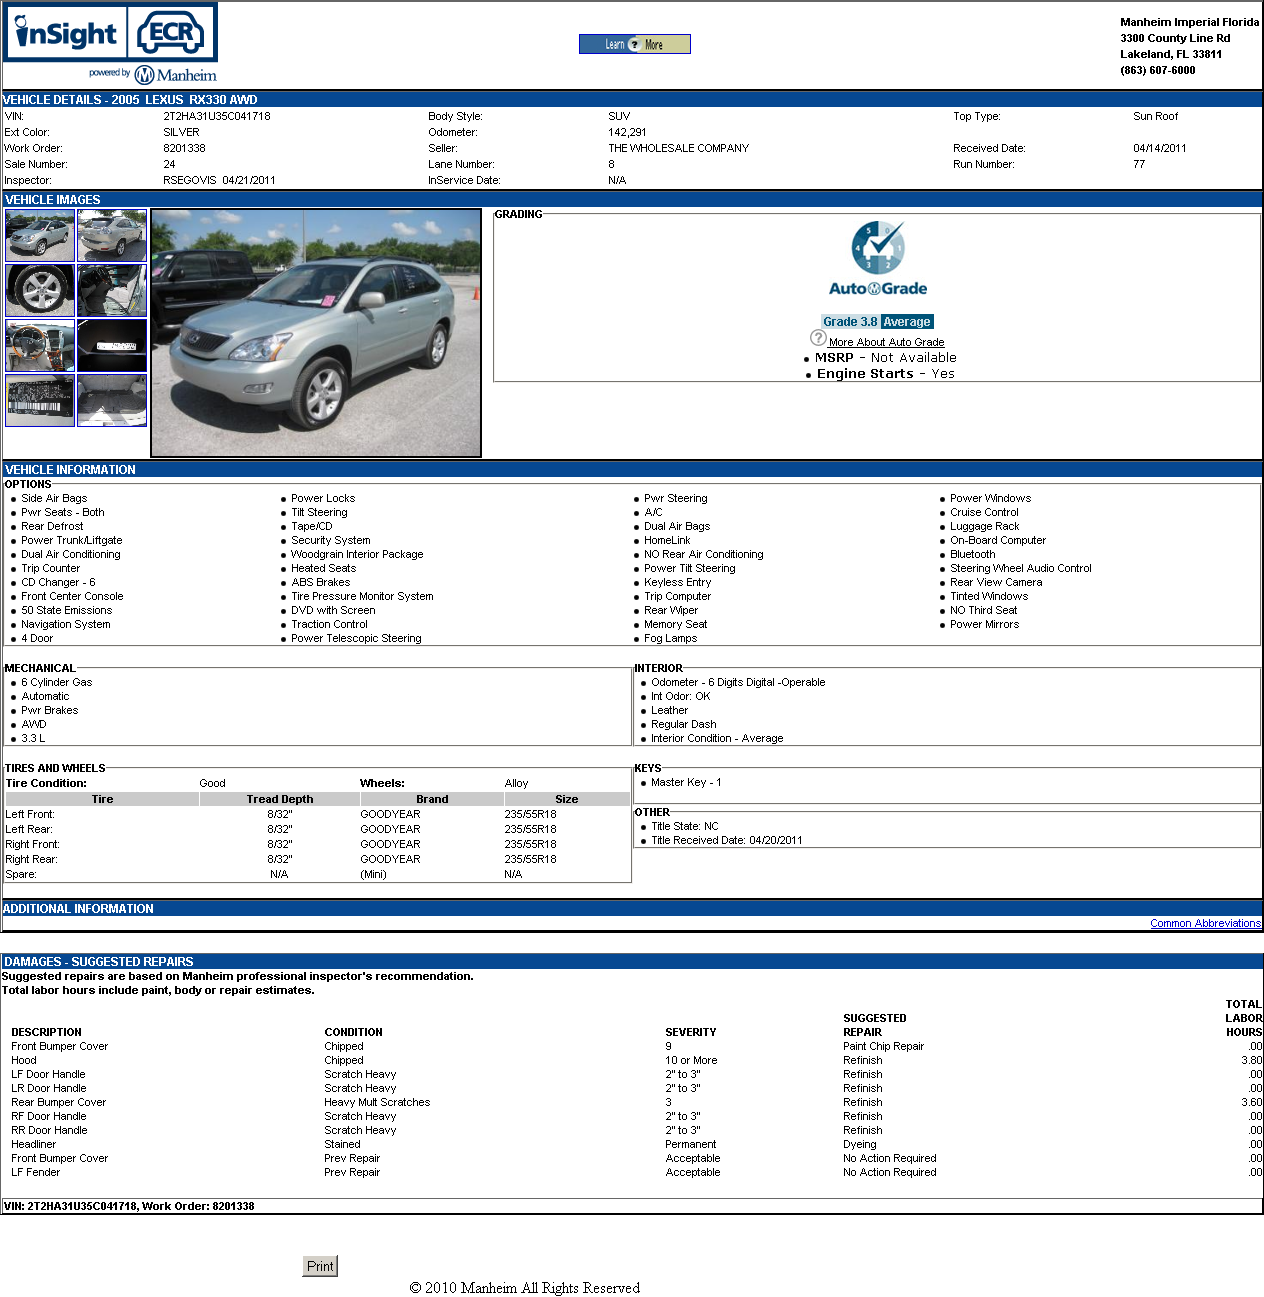 inSight ECR
powered by Manheim
Learn ? More
Manheim Imperial Florida
3300 County Line Rd
Lakeland, FL 33811
(863) 607-6000
VEHICLE DETAILS - 2005 LEXUS RX330 AWD
VIN: 2T2HA31U35C041718 Body Style: SUV Top Type: Sun Roof
Ext Color: SILVER Odometer: 142,291
Work Order: 8201338 Seller: THE WHOLESALE COMPANY Received Date: 04/14/2011
Sale Number: 24 Lane Number: 8 Run Number: 77
Inspector: RSEGOVIS 04/21/2011 InService Date: N/A
VEHICLE IMAGES
GRADING
5 0 4 1 3 2
AutoGrade
Grade 3.8 Average
? More About Auto Grade
MSRP - Not Available
Engine Starts - Yes
VEHICLE INFORMATION
OPTIONS
Side Air Bags Power Locks Pwr Steering Power Windows
Pwr Seats - Both Tilt Steering A/C Cruise Control
Rear Defrost Tape/CD Dual Air Bags Luggage Rack
Power Trunk/Liftgate Security System HomeLink On-Board Computer
Dual Air Conditioning Woodgrain Interior Package NO Rear Air Conditioning Bluetooth
Trip Counter Heated Seats Power Tilt Steering Steering Wheel Audio Control
CD Changer - 6 ABS Brakes Keyless Entry Rear View Camera
Front Center Console Tire Pressure Monitor System Trip Computer Tinted Windows
50 State Emissions DVD with Screen Rear Wiper NO Third Seat
Navigation System Traction Control Memory Seat Power Mirrors
4 Door Power Telescopic Steering Fog Lamps
MECHANICAL
6 Cylinder Gas
Automatic
Pwr Brakes
AWD
3.3 L
INTERIOR
Odometer - 6 Digits Digital -Operable
Int Odor: OK
Leather
Regular Dash
Interior Condition - Average
TIRES AND WHEELS
Tire Condition: Good Wheels: Alloy
Tire Tread Depth Brand Size
Left Front: 8/32" GOODYEAR 235/55R18
Left Rear: 8/32" GOODYEAR 235/55R18
Right Front: 8/32" GOODYEAR 235/55R18
Right Rear: 8/32" GOODYEAR 235/55R18
Spare: N/A (Mini) N/A
KEYS
Master Key - 1
OTHER
Title State: NC
Title Received Date: 04/20/2011
ADDITIONAL INFORMATION
Common Abbreviations
DAMAGES - SUGGESTED REPAIRS
Suggested repairs are based on Manheim professional inspector's recommendation.
Total labor hours include paint, body or repair estimates.
DESCRIPTION CONDITION SEVERITY SUGGESTED REPAIR TOTAL LABOR HOURS
Front Bumper Cover Chipped 9 Paint Chip Repair .00
Hood Chipped 10 or More Refinish 3.80
LF Door Handle Scratch Heavy 2" to 3" Refinish .00
LR Door Handle Scratch Heavy 2" to 3" Refinish .00
Rear Bumper Cover Heavy Mult Scratches 3 Refinish 3.60
RF Door Handle Scratch Heavy 2" to 3" Refinish .00
RR Door Handle Scratch Heavy 2" to 3" Refinish .00
Headliner Stained Permanent Dyeing .00
Front Bumper Cover Prev Repair Acceptable No Action Required .00
LF Fender Prev Repair Acceptable No Action Required .00
VIN: 2T2HA31U35C041718, Work Order: 8201338
Print
© 2010 Manheim All Rights Reserved